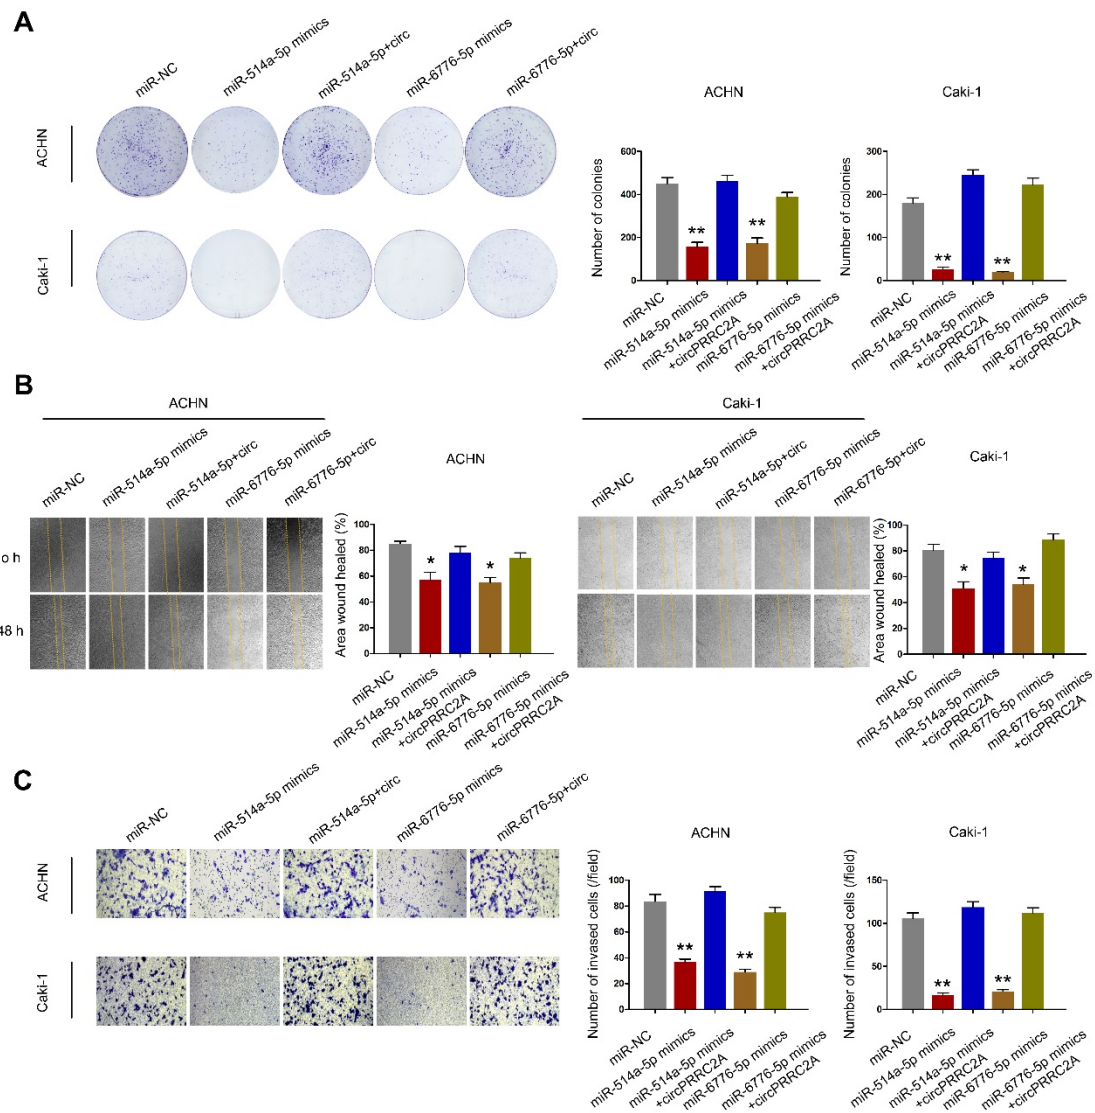 A
miR-NC
miR-514a-5p mimics
miR-514a-5p+circ
miR-6776-5p mimics
miR-6776-5p+circ
ACHN
Caki-1
ACHN
Number of colonies
600
400
200
0
**
**
miR-NC
miR-514a-5p mimics
miR-514a-5p mimics
+circPRRC2A
miR-6776-5p mimics
miR-6776-5p mimics
+circPRRC2A
Caki-1
Number of colonies
300
200
100
0
**
**
miR-NC
miR-514a-5p mimics
miR-514a-5p mimics
+circPRRC2A
miR-6776-5p mimics
miR-6776-5p mimics
+circPRRC2A
B
ACHN
miR-NC
miR-514a-5p mimics
miR-514a-5p+circ
miR-6776-5p mimics
miR-6776-5p+circ
o h
48 h
ACHN
Area wound healed (%)
100
80
60
40
20
0
*
*
miR-NC
miR-514a-5p mimics
miR-514a-5p mimics
+circPRRC2A
miR-6776-5p mimics
miR-6776-5p mimics
+circPRRC2A
Caki-1
miR-NC
miR-514a-5p mimics
miR-514a-5p+circ
miR-6776-5p mimics
miR-6776-5p+circ
Caki-1
Area wound healed (%)
100
80
60
40
20
0
*
*
miR-NC
miR-514a-5p mimics
miR-514a-5p mimics
+circPRRC2A
miR-6776-5p mimics
miR-6776-5p mimics
+circPRRC2A
C
miR-NC
miR-514a-5p mimics
miR-514a-5p+circ
miR-6776-5p mimics
miR-6776-5p+circ
ACHN
Caki-1
ACHN
Number of invased cells (/field)
100
80
60
40
20
0
**
**
miR-NC
miR-514a-5p mimics
miR-514a-5p mimics
+circPRRC2A
miR-6776-5p mimics
miR-6776-5p mimics
+circPRRC2A
Caki-1
Number of invased cells (/field)
150
100
50
0
**
**
miR-NC
miR-514a-5p mimics
miR-514a-5p mimics
+circPRRC2A
miR-6776-5p mimics
miR-6776-5p mimics
+circPRRC2A